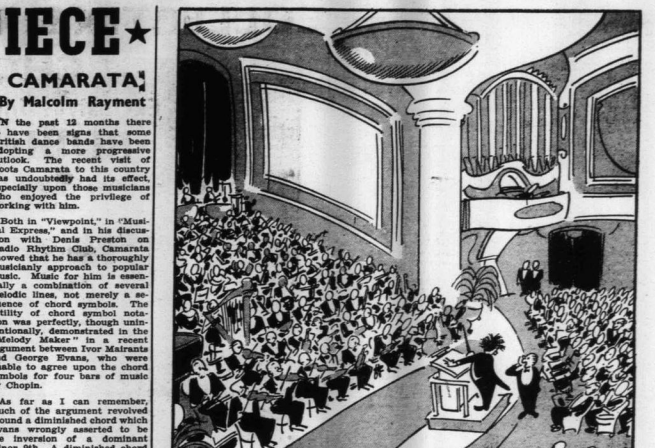 IECE★
CAMARATA
By Malcolm Rayment
N the past 12 months there
have been signs that some
ritish dance bands have been
dopting a more progressive
utlook. The recent visit of
oots Camarata to this country
as undoubtedly had its effect,
specially upon those musicians
ho enjoyed the privilege of
orking with him.
Both in "Viewpoint," in "Musi-
al Express," and in his discus-
on with Denis Preston on
adio Rhythm Club, Camarata
owed that he has a thoroughly
usicianly approach to popular
usic. Music for him is essen-
ally a combination of several
elodic lines, not merely a se-
ence of chord symbols. The
tility of chord symbol nota-
on was perfectly, though unin-
entionally, demonstrated in the
Melody Maker" in a recent
gument between Ivor Mairants
d George Evans, who were
able to agree upon the chord
mbols for four bars of music
Chopin.
As far as I can remember,
uch of the argument revolved
ound a diminished chord which
vans wrongly asserted to be
e inversion of a dominant
inor 9th. A diminished chord